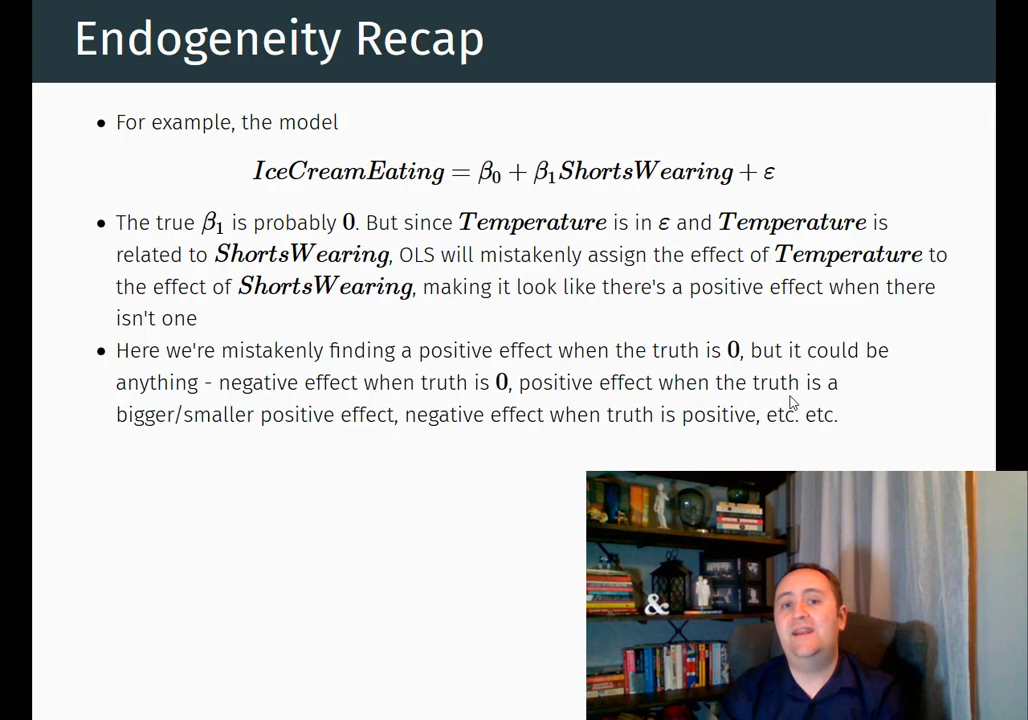 Endogeneity Recap
• For example, the model
IceCreamEating = β₀ + β₁ShortsWearing + ε
• The true β₁ is probably 0. But since Temperature is in ε and Temperature is
related to ShortsWearing, OLS will mistakenly assign the effect of Temperature to
the effect of ShortsWearing, making it look like there's a positive effect when there
isn't one
• Here we're mistakenly finding a positive effect when the truth is 0, but it could be
anything - negative effect when truth is 0, positive effect when the truth is a
bigger/smaller positive effect, negative effect when truth is positive, etc. etc.
&